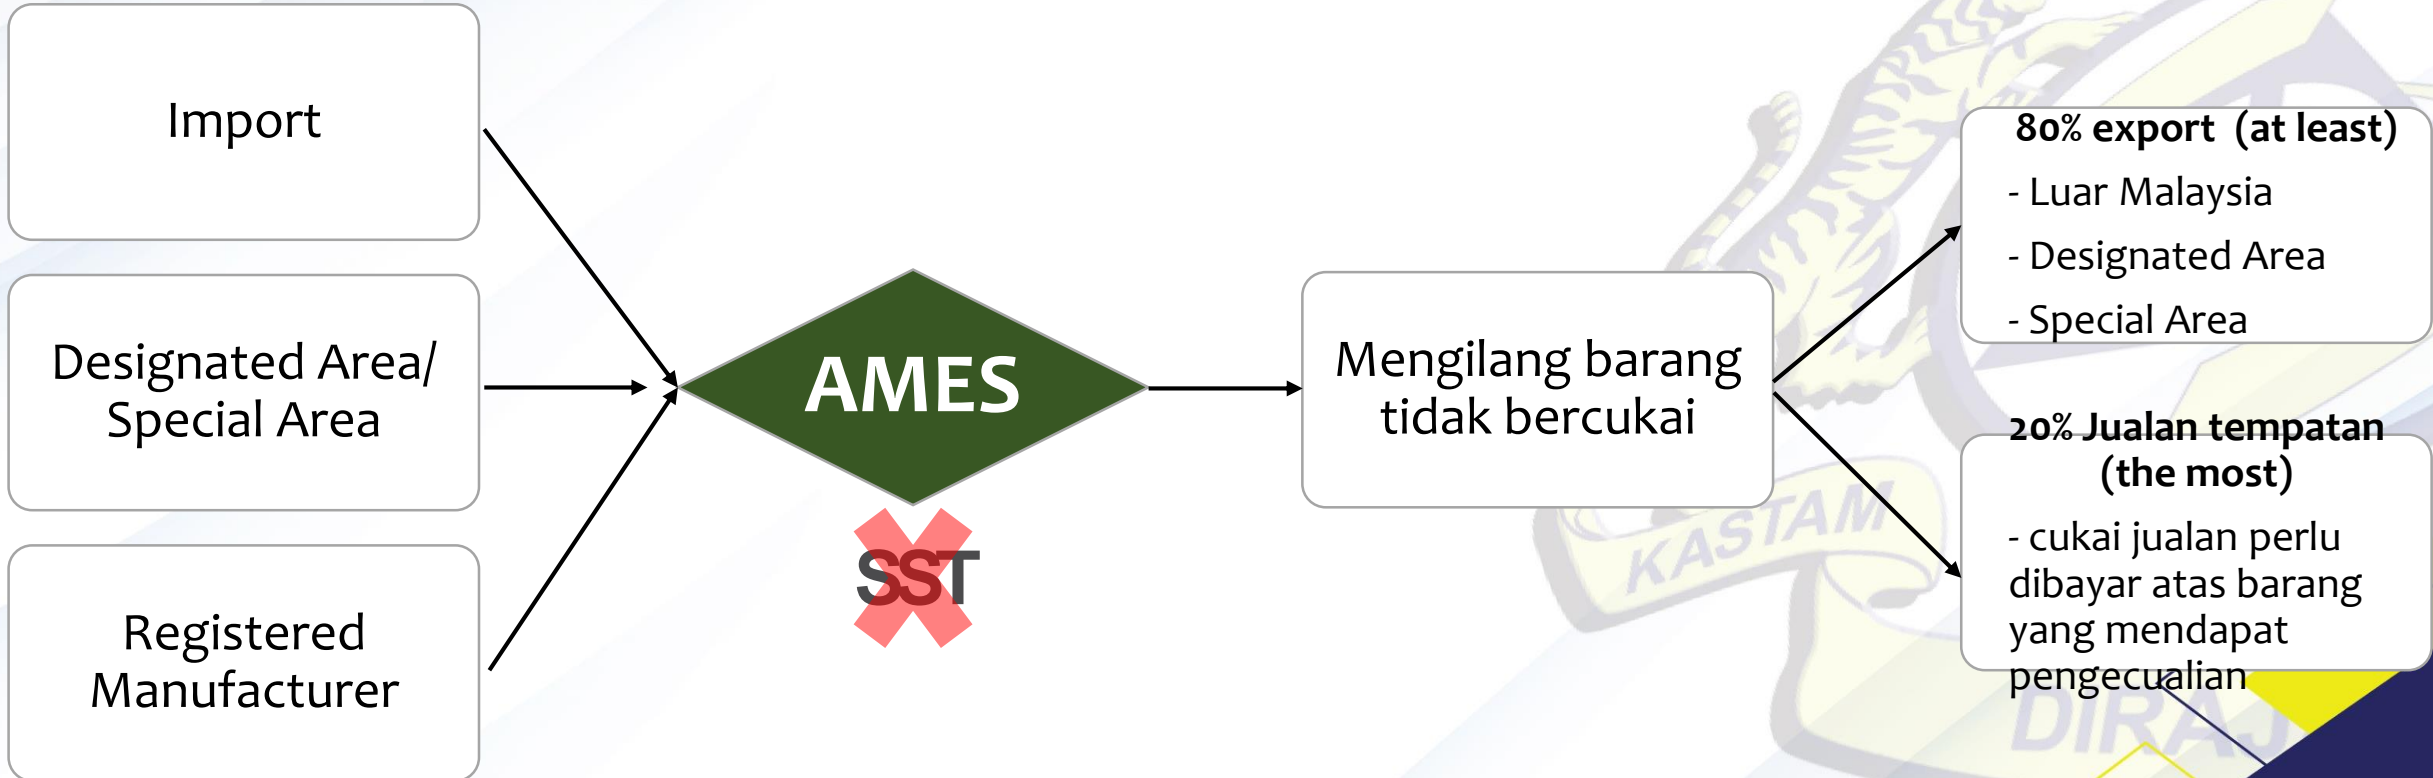 Import
Designated Area/
Special Area
Registered
Manufacturer
AMES
SST
Mengilang barang
tidak bercukai
80% export (at least)
- Luar Malaysia
- Designated Area
- Special Area
20% Jualan tempatan
(the most)
- cukai jualan perlu
dibayar atas barang
yang mendapat
pengecualian
KASTAM
DIRAJ